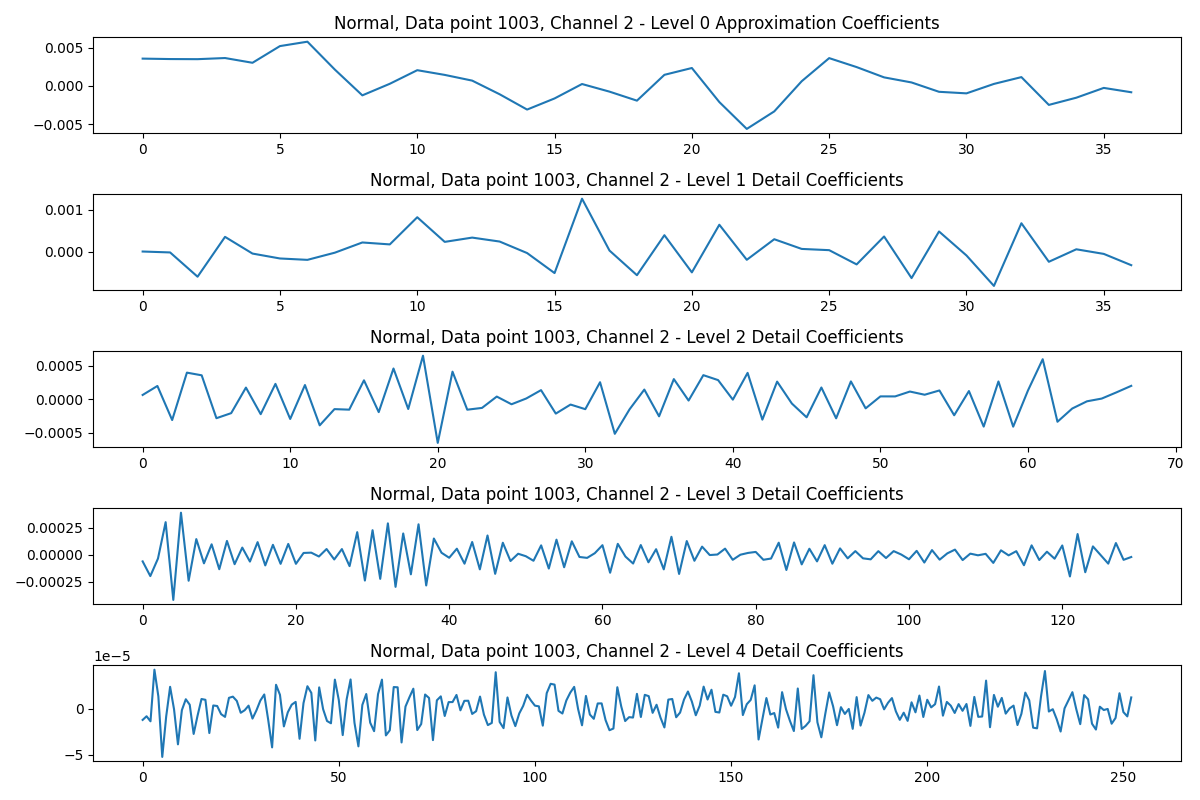 Normal, Data point 1003, Channel 2 - Level 0 Approximation Coefficients
0.005
0.000
−0.005
0 5 10 15 20 25 30 35
Normal, Data point 1003, Channel 2 - Level 1 Detail Coefficients
0.001
0.000
0 5 10 15 20 25 30 35
Normal, Data point 1003, Channel 2 - Level 2 Detail Coefficients
0.0005
0.0000
−0.0005
0 10 20 30 40 50 60 70
Normal, Data point 1003, Channel 2 - Level 3 Detail Coefficients
0.00025
0.00000
−0.00025
0 20 40 60 80 100 120
Normal, Data point 1003, Channel 2 - Level 4 Detail Coefficients
1e−5
0
−5
0 50 100 150 200 250